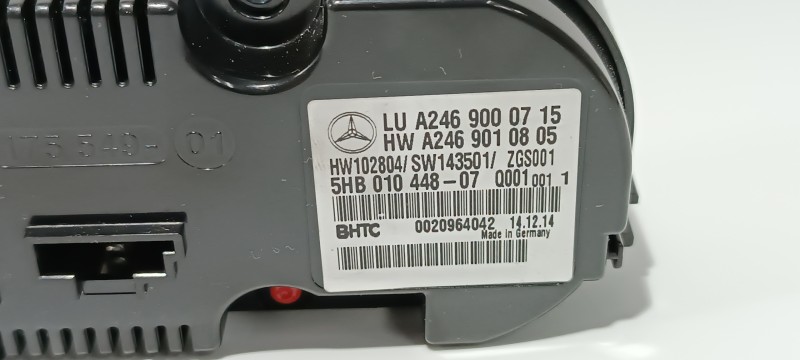 LU A246 900 07 15
HW A246 901 08 05
HW102804/SW143501/ ZGS001
5HB 010 448-07 Q001 001 1
BHTC 0020964042 14.12.14
Made in Germany
01